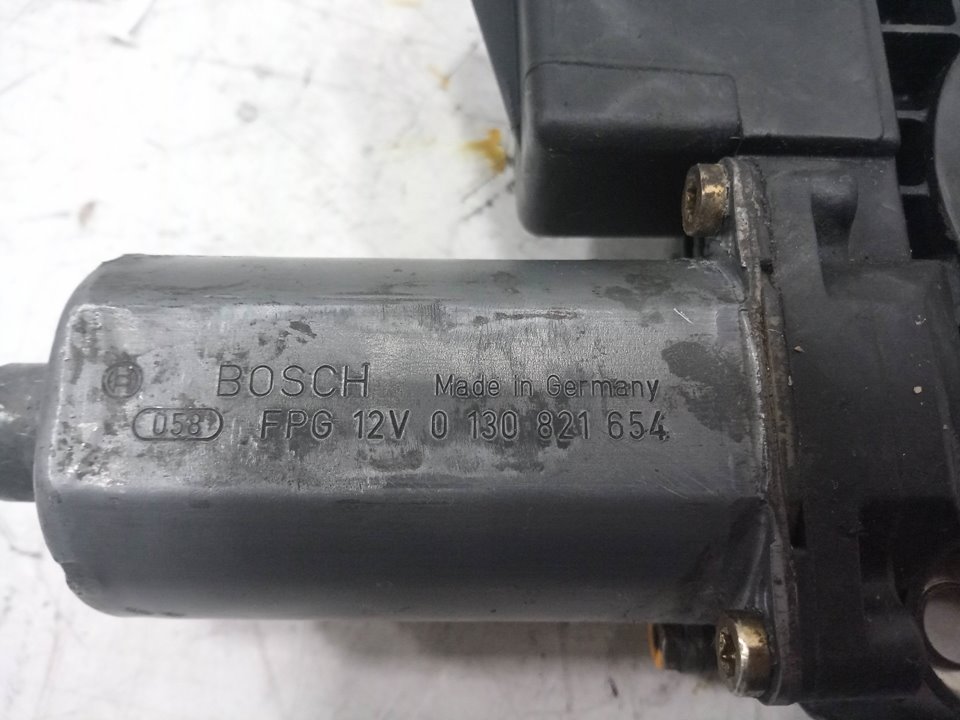 BOSCH Made in Germany
058 FPG 12V 0 130 821 654